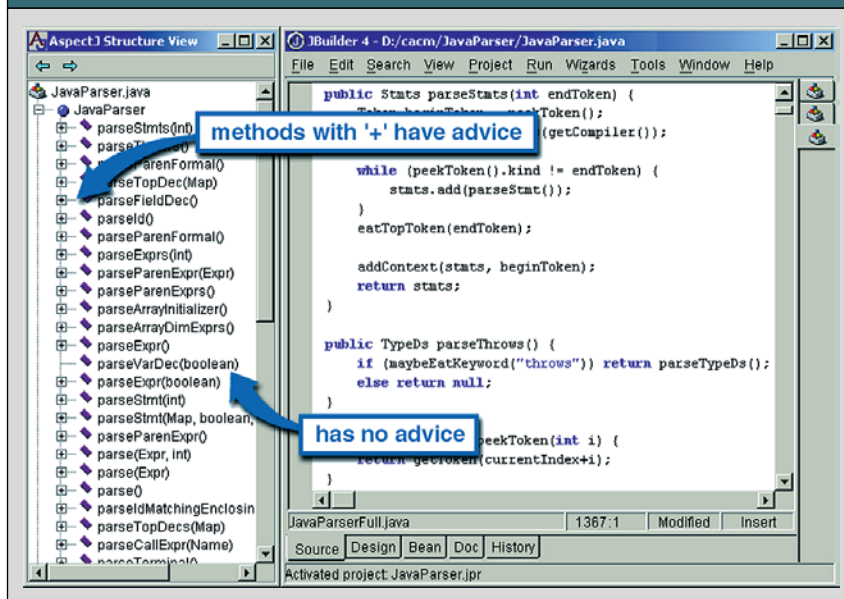 AspectJ Structure View
JBuilder 4 - D:/cacm/JavaParser/JavaParser.java
File Edit Search View Project Run Wizards Tools Window Help
JavaParser.java
JavaParser
parseStmts(int)
parseParenFormal()
parseTopDec(Map)
parseFieldDec()
parseId()
parseParenFormal()
parseExprs(int)
parseParenExpr(Expr)
parseParenExprs()
parseArrayInitializer()
parseArrayDimExprs()
parseExpr()
parseVarDec(boolean)
parseExpr(boolean)
parseStmt(int)
parseStmt(Map, boolean,
parseParenExpr()
parse(Expr, int)
parse(Expr)
parse()
parseIdMatchingEnclosin
parseTopDecs(Map)
parseCallExpr(Name)
parseTerminal()
methods with '+' have advice
has no advice
public Stmts parseStmts(int endToken) {
(getCompiler());
while (peekToken().kind != endToken) {
stmts.add(parseStmt());
}
eatTopToken(endToken);
addContext(stmts, beginToken);
return stmts;
}
public TypeDs parseThrows() {
if (maybeEatKeyword("throws")) return parseTypeDs();
else return null;
}
peekToken(int i) {
return getToken(currentIndex+i);
}
JavaParserFull.java 1367:1 Modified Insert
Source Design Bean Doc History
Activated project: JavaParser.jpr